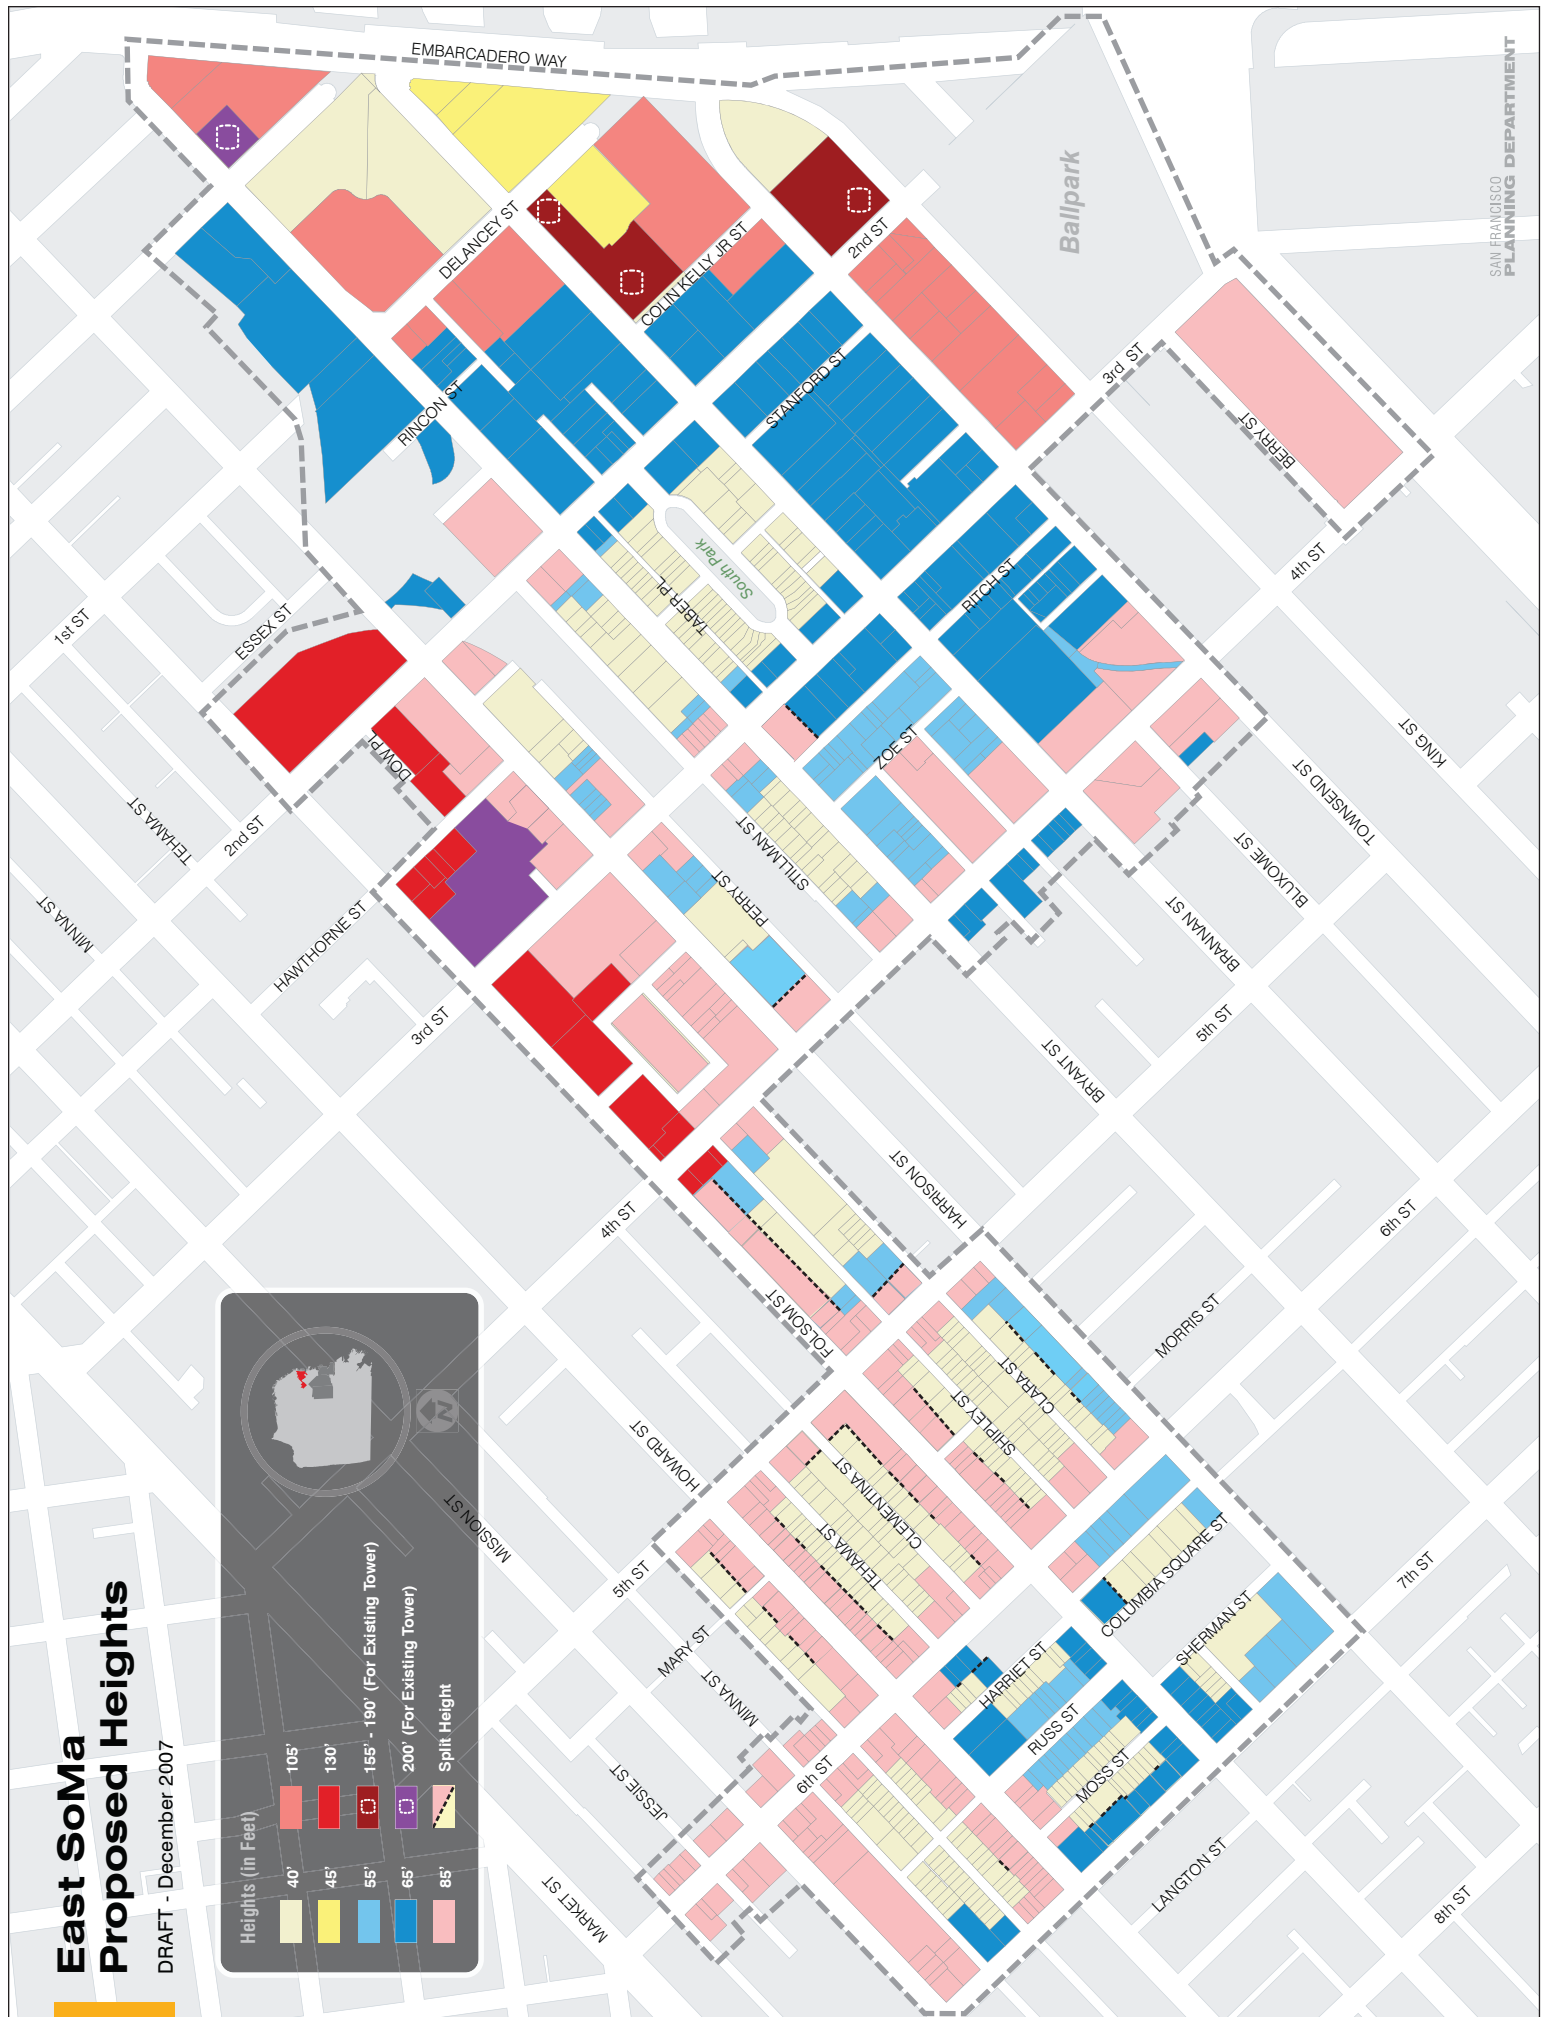 East SoMa
Proposed Heights
DRAFT - December 2007
Heights (in Feet)
40'
45'
55'
65'
85'
105'
130'
155' - 190' (For Existing Tower)
200' (For Existing Tower)
Split Height
N
SAN FRANCISCO
PLANNING DEPARTMENT
EMBARCADERO WAY
DELANCEY ST
COLIN KELLY JR ST
2nd ST
Ballpark
STANFORD ST
RINCON ST
3rd ST
BERRY ST
4th ST
South Park
TABER PL
RITCH ST
1st ST
ESSEX ST
DOW PL
TEHAMA ST
2nd ST
ZOE ST
KING ST
TOWNSEND ST
STILLMAN ST
PERRY ST
BLUXOME ST
BRANNAN ST
MINNA ST
HAWTHORNE ST
3rd ST
5th ST
BRYANT ST
HARRISON ST
4th ST
6th ST
FOLSOM ST
MORRIS ST
CLARA ST
SHIPLEY ST
HOWARD ST
CLEMENTINA ST
TEHAMA ST
MISSION ST
5th ST
COLUMBIA SQUARE ST
7th ST
SHERMAN ST
MARY ST
MINNA ST
HARRIET ST
RUSS ST
MOSS ST
6th ST
JESSIE ST
LANGTON ST
MARKET ST
8th ST